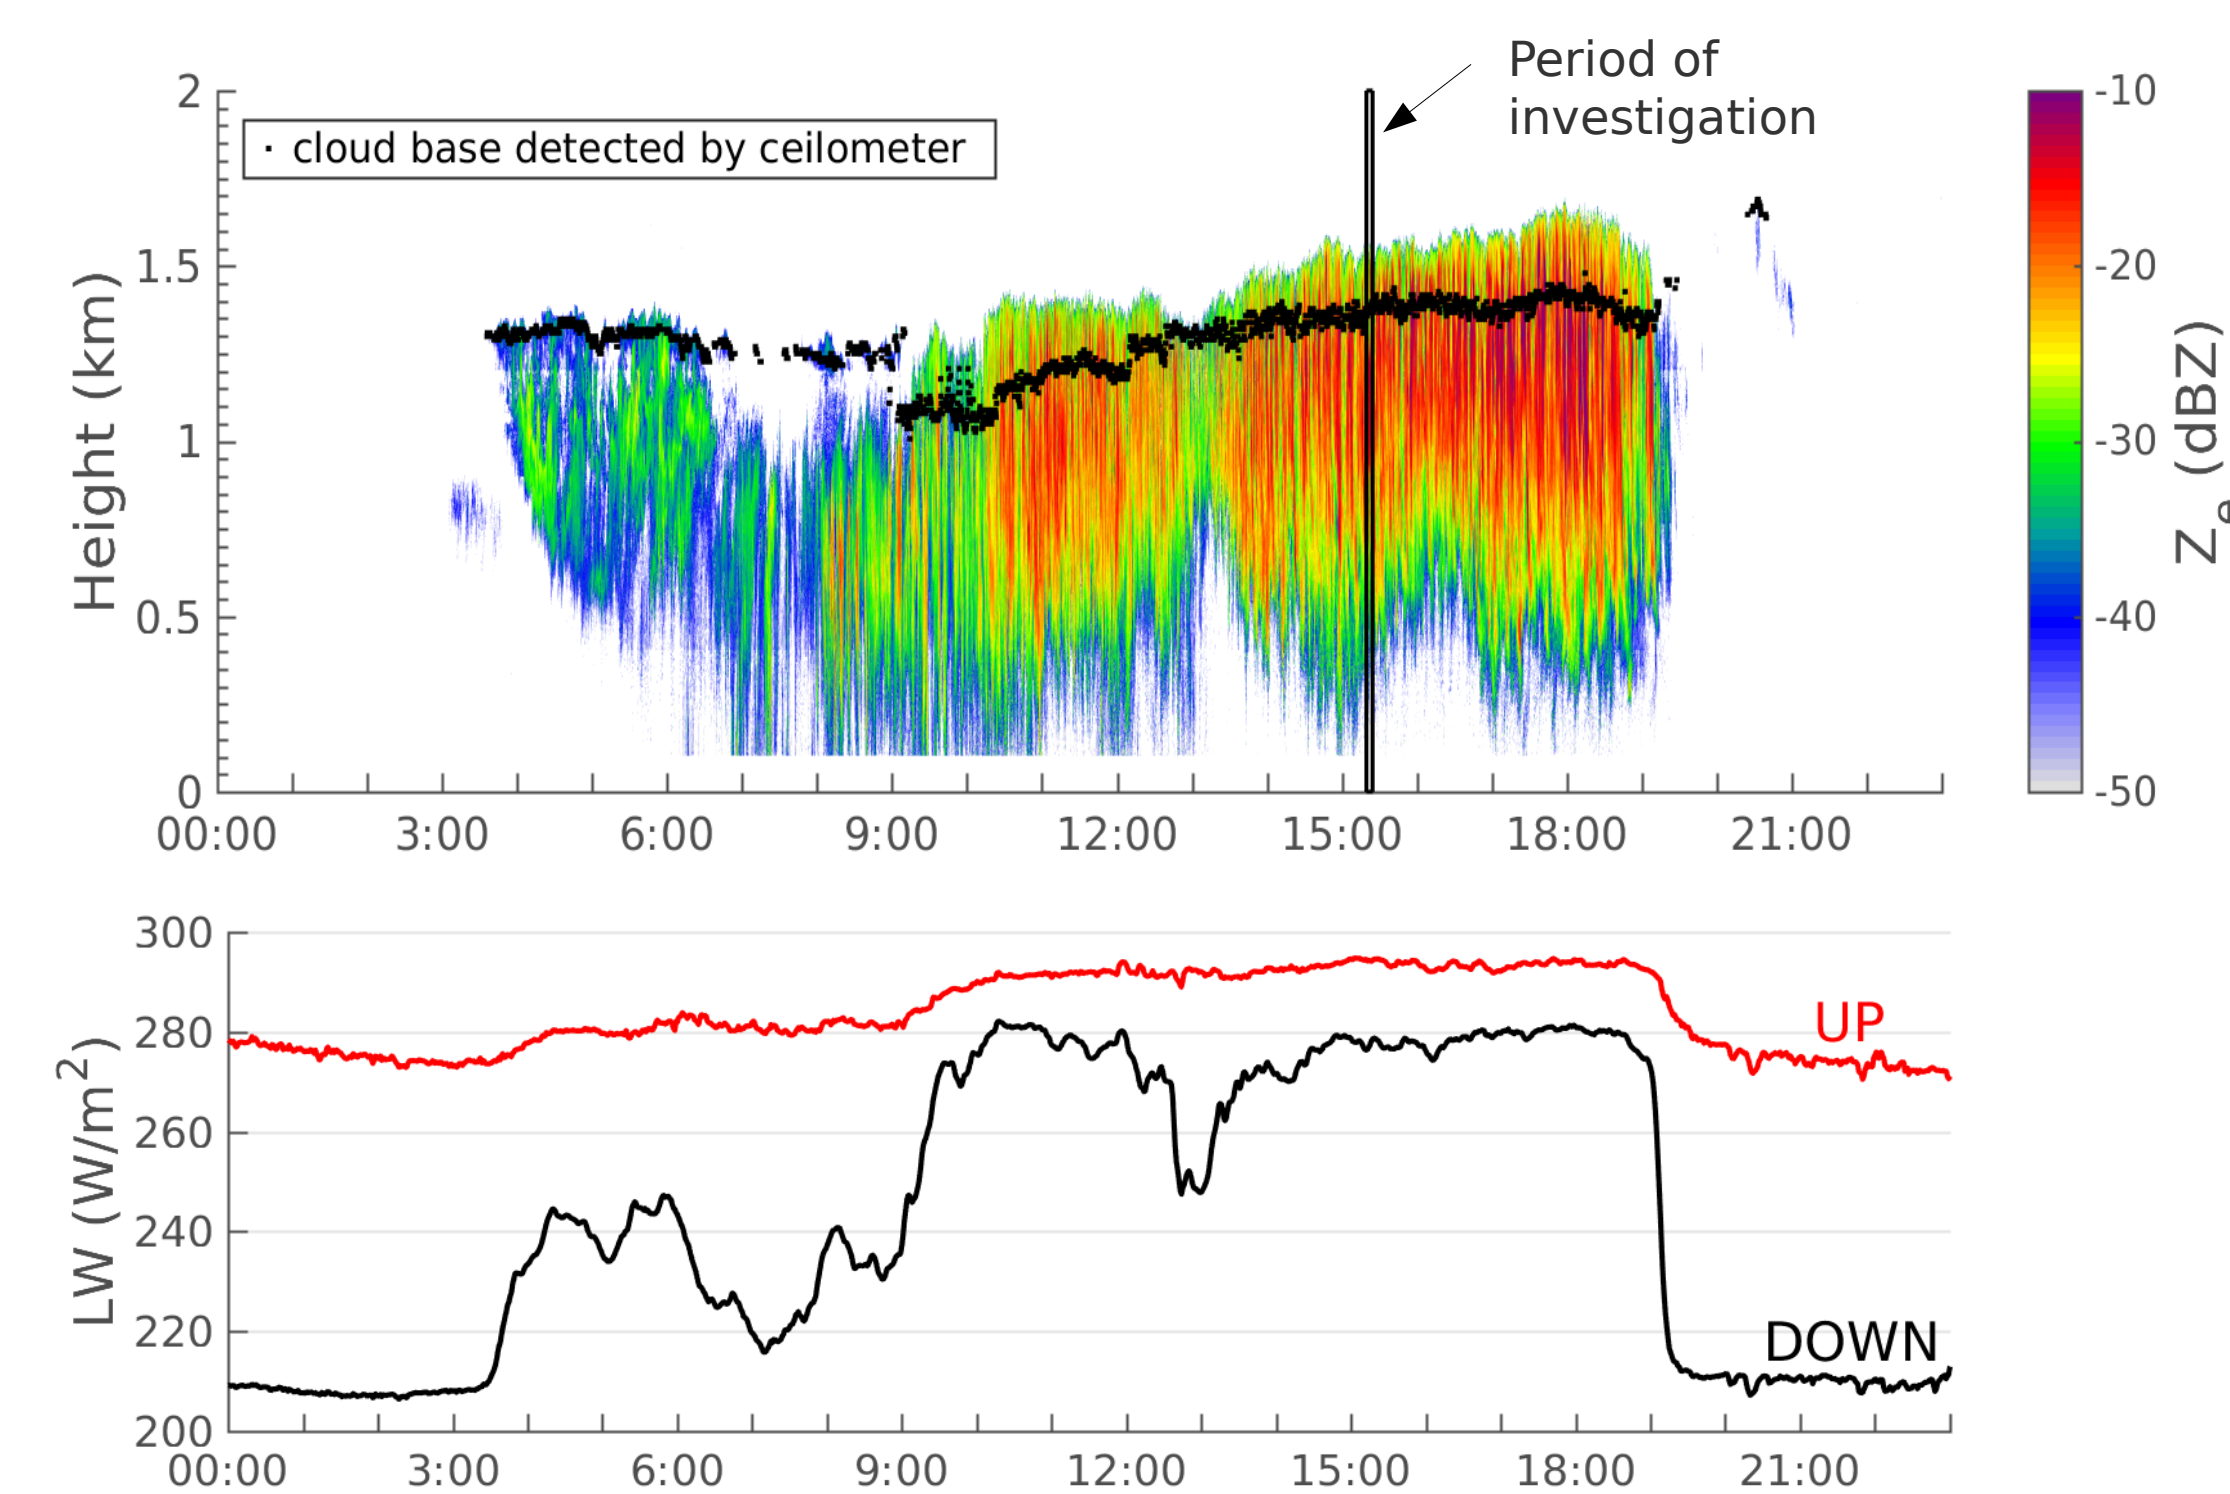 Period of
investigation
2
· cloud base detected by ceilometer
1.5
1
0.5
0
Height (km)
00:00 3:00 6:00 9:00 12:00 15:00 18:00 21:00
-10
-20
-30
-40
-50
Ze (dBZ)
300
280
260
240
220
200
LW (W/m²)
UP
DOWN
00:00 3:00 6:00 9:00 12:00 15:00 18:00 21:00